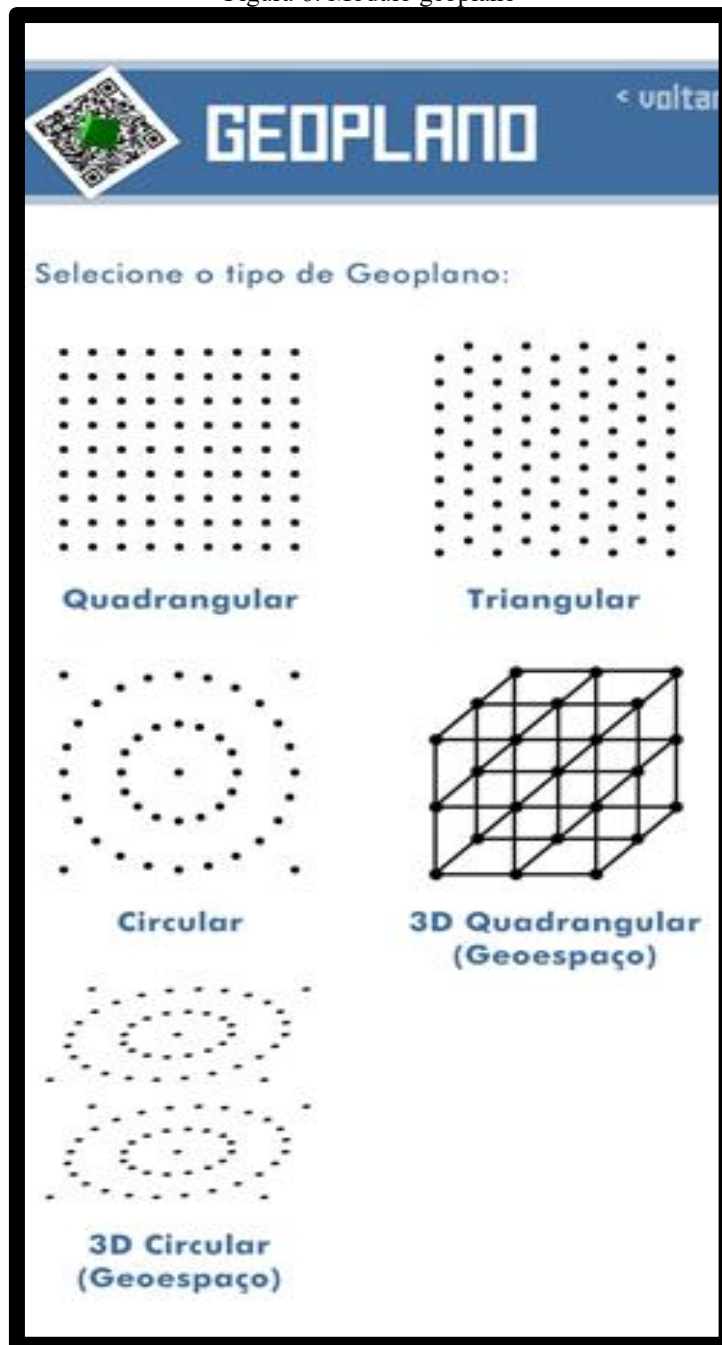 GEOPLANO
< voltar
Selecione o tipo de Geoplano:
Quadrangular
Triangular
Circular
3D Quadrangular
(Geoespaço)
3D Circular
(Geoespaço)